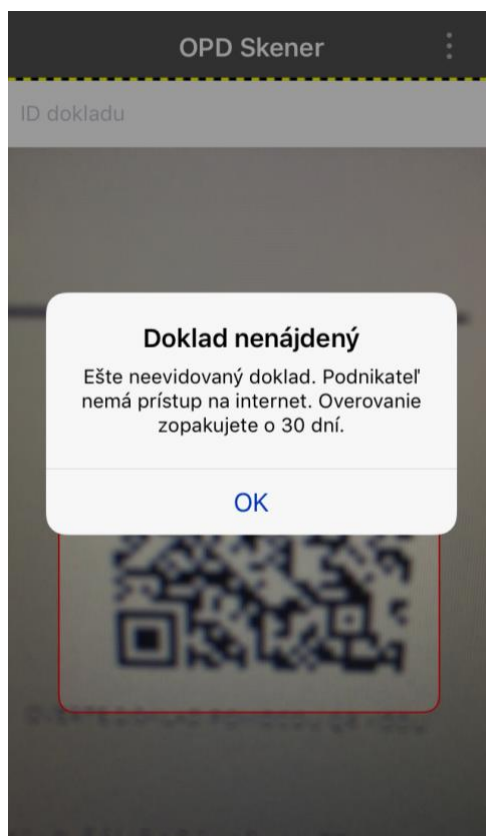 OPD Skener
ID dokladu
Doklad nenájdený
Ešte neevidovaný doklad. Podnikateľ
nemá prístup na internet. Overovanie
zopakujete o 30 dní.
OK